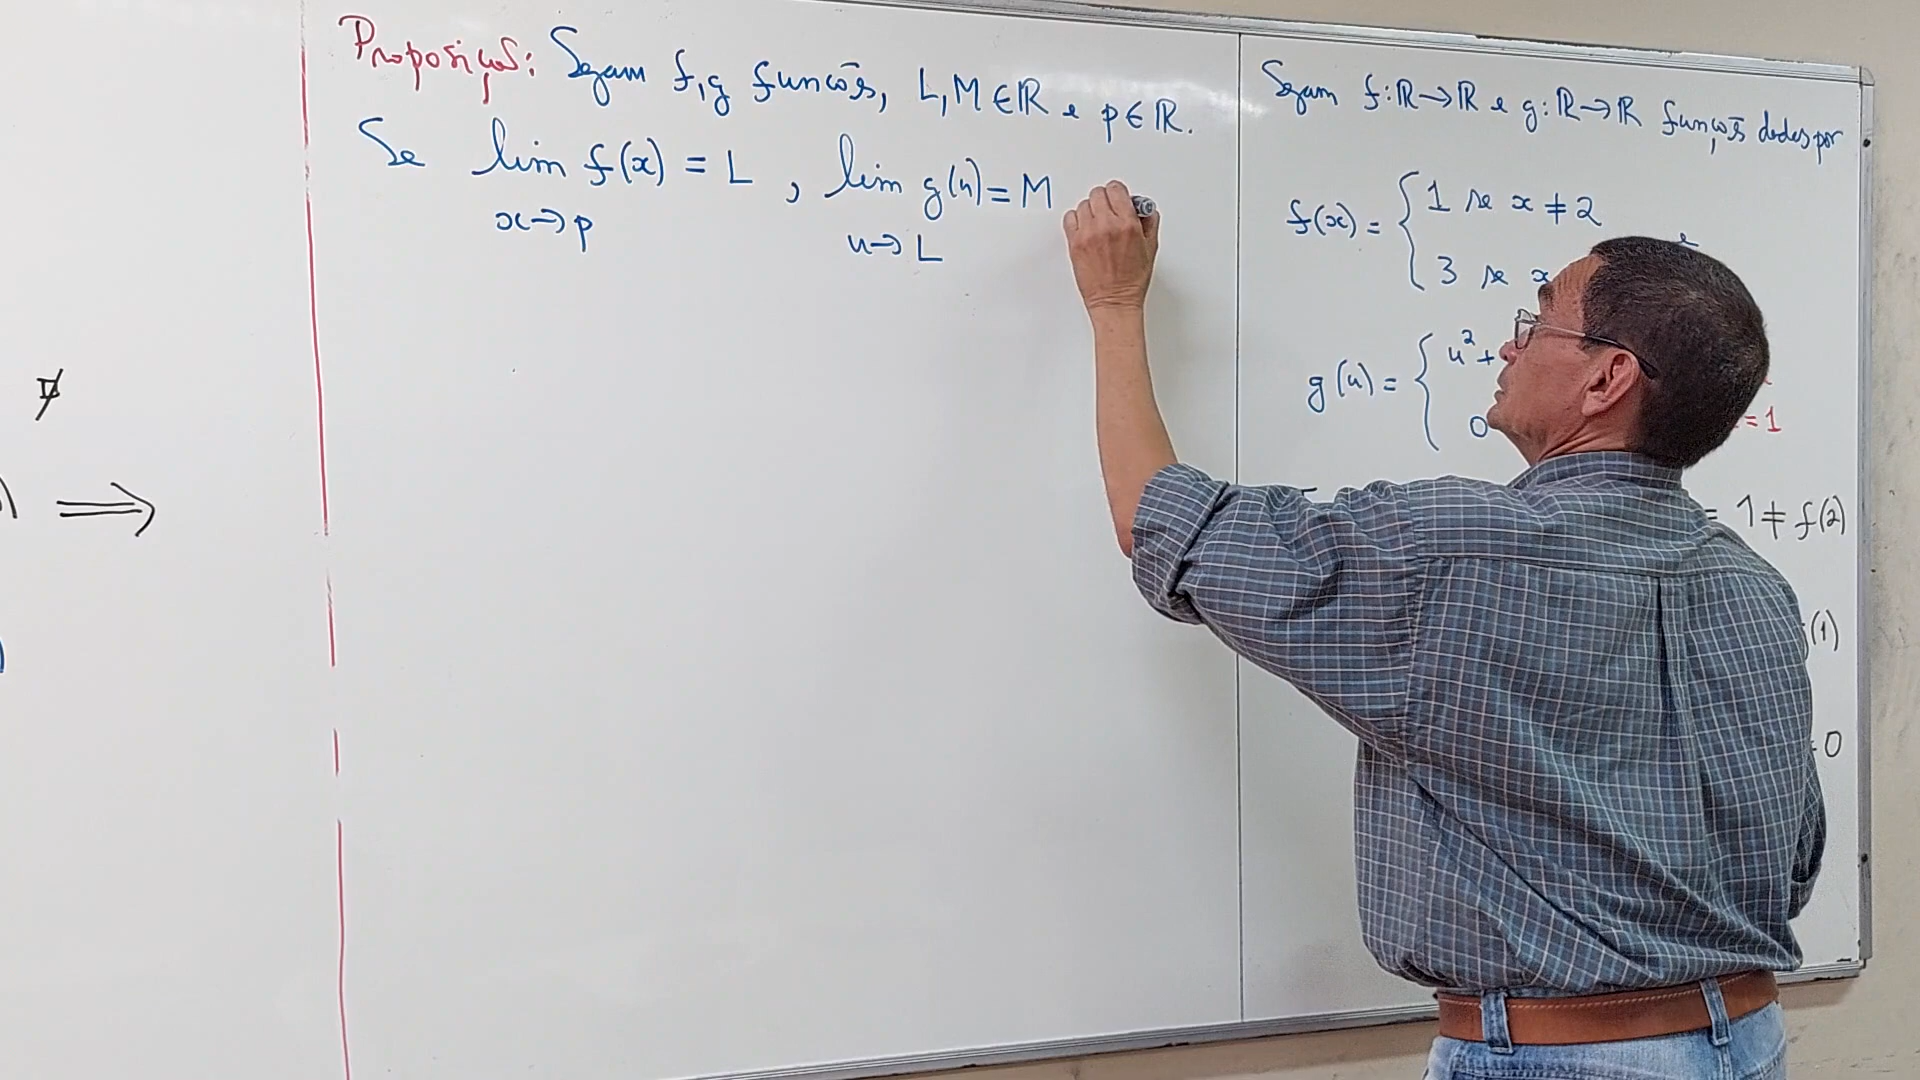 Proposição: Sejam f, g funções, L, M ∈ ℝ e p ∈ ℝ.
Se lim f(x) = L , lim g(u) = M
x→p u→L
) ⟹
Sejam f: ℝ→ℝ e g: ℝ→ℝ funções dadas por
f(x) = { 1 se x ≠ 2
3 se x
e
g(u) = { u² +
0 = 1
= 1 ≠ f(2)
(1)
= 0